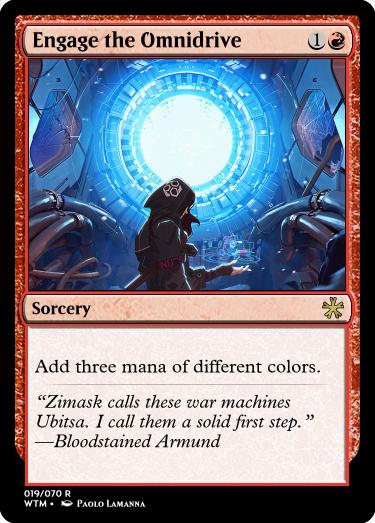 Engage the Omnidrive 1
Sorcery
Add three mana of different colors.
“Zimask calls these war machines
Ubitsa. I call them a solid first step.”
—Bloodstained Armund
019/070 R
WTM • Paolo Lamanna